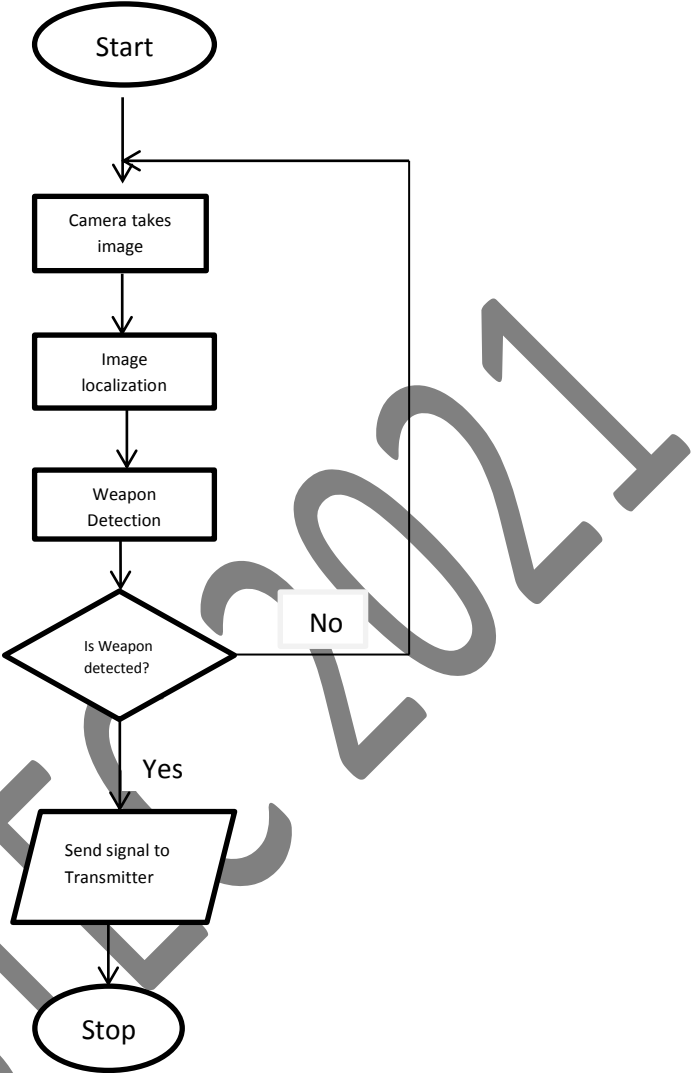 Start
Camera takes
image
Image
localization
Weapon
Detection
Is Weapon
detected?
No
Yes
Send signal to
Transmitter
Stop
2021